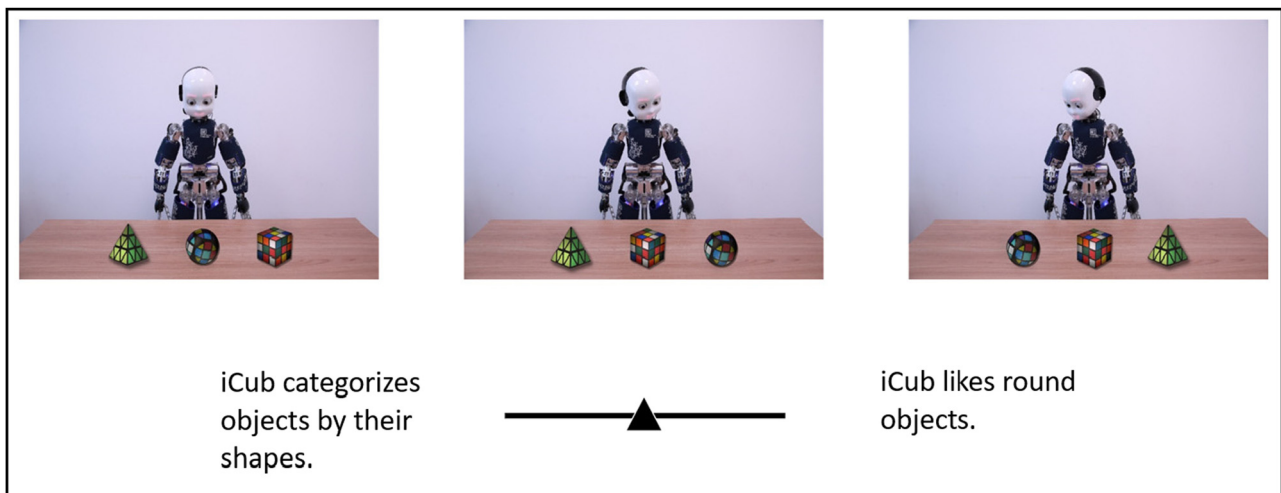 iCub categorizes
objects by their
shapes.
iCub likes round
objects.